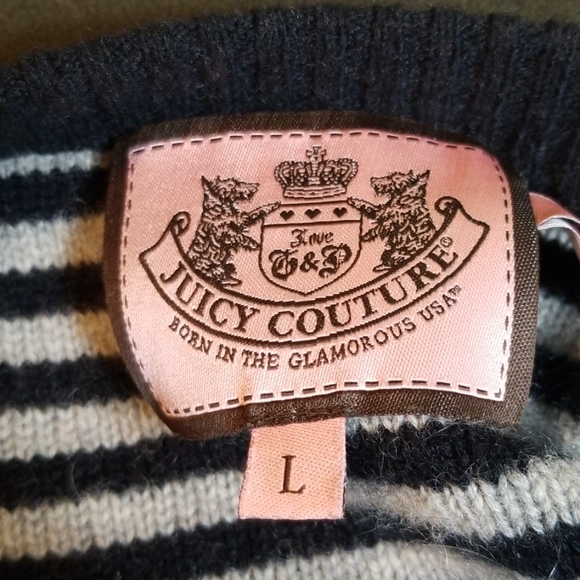 Love
G&P
JUICY COUTURE®
BORN IN THE GLAMOROUS USA™
L